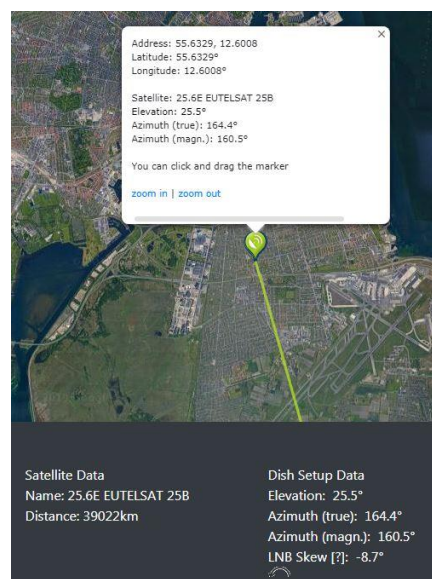 Address: 55.6329, 12.6008
Latitude: 55.6329°
Longitude: 12.6008°
Satellite: 25.6E EUTELSAT 25B
Elevation: 25.5°
Azimuth (true): 164.4°
Azimuth (magn.): 160.5°
You can click and drag the marker
zoom in | zoom out
Satellite Data
Name: 25.6E EUTELSAT 25B
Distance: 39022km
Dish Setup Data
Elevation: 25.5°
Azimuth (true): 164.4°
Azimuth (magn.): 160.5°
LNB Skew [?]: -8.7°